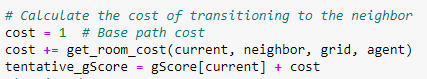 # Calculate the cost of transitioning to the neighbor
cost = 1  # Base path cost
cost += get_room_cost(current, neighbor, grid, agent)
tentative_gScore = gScore[current] + cost